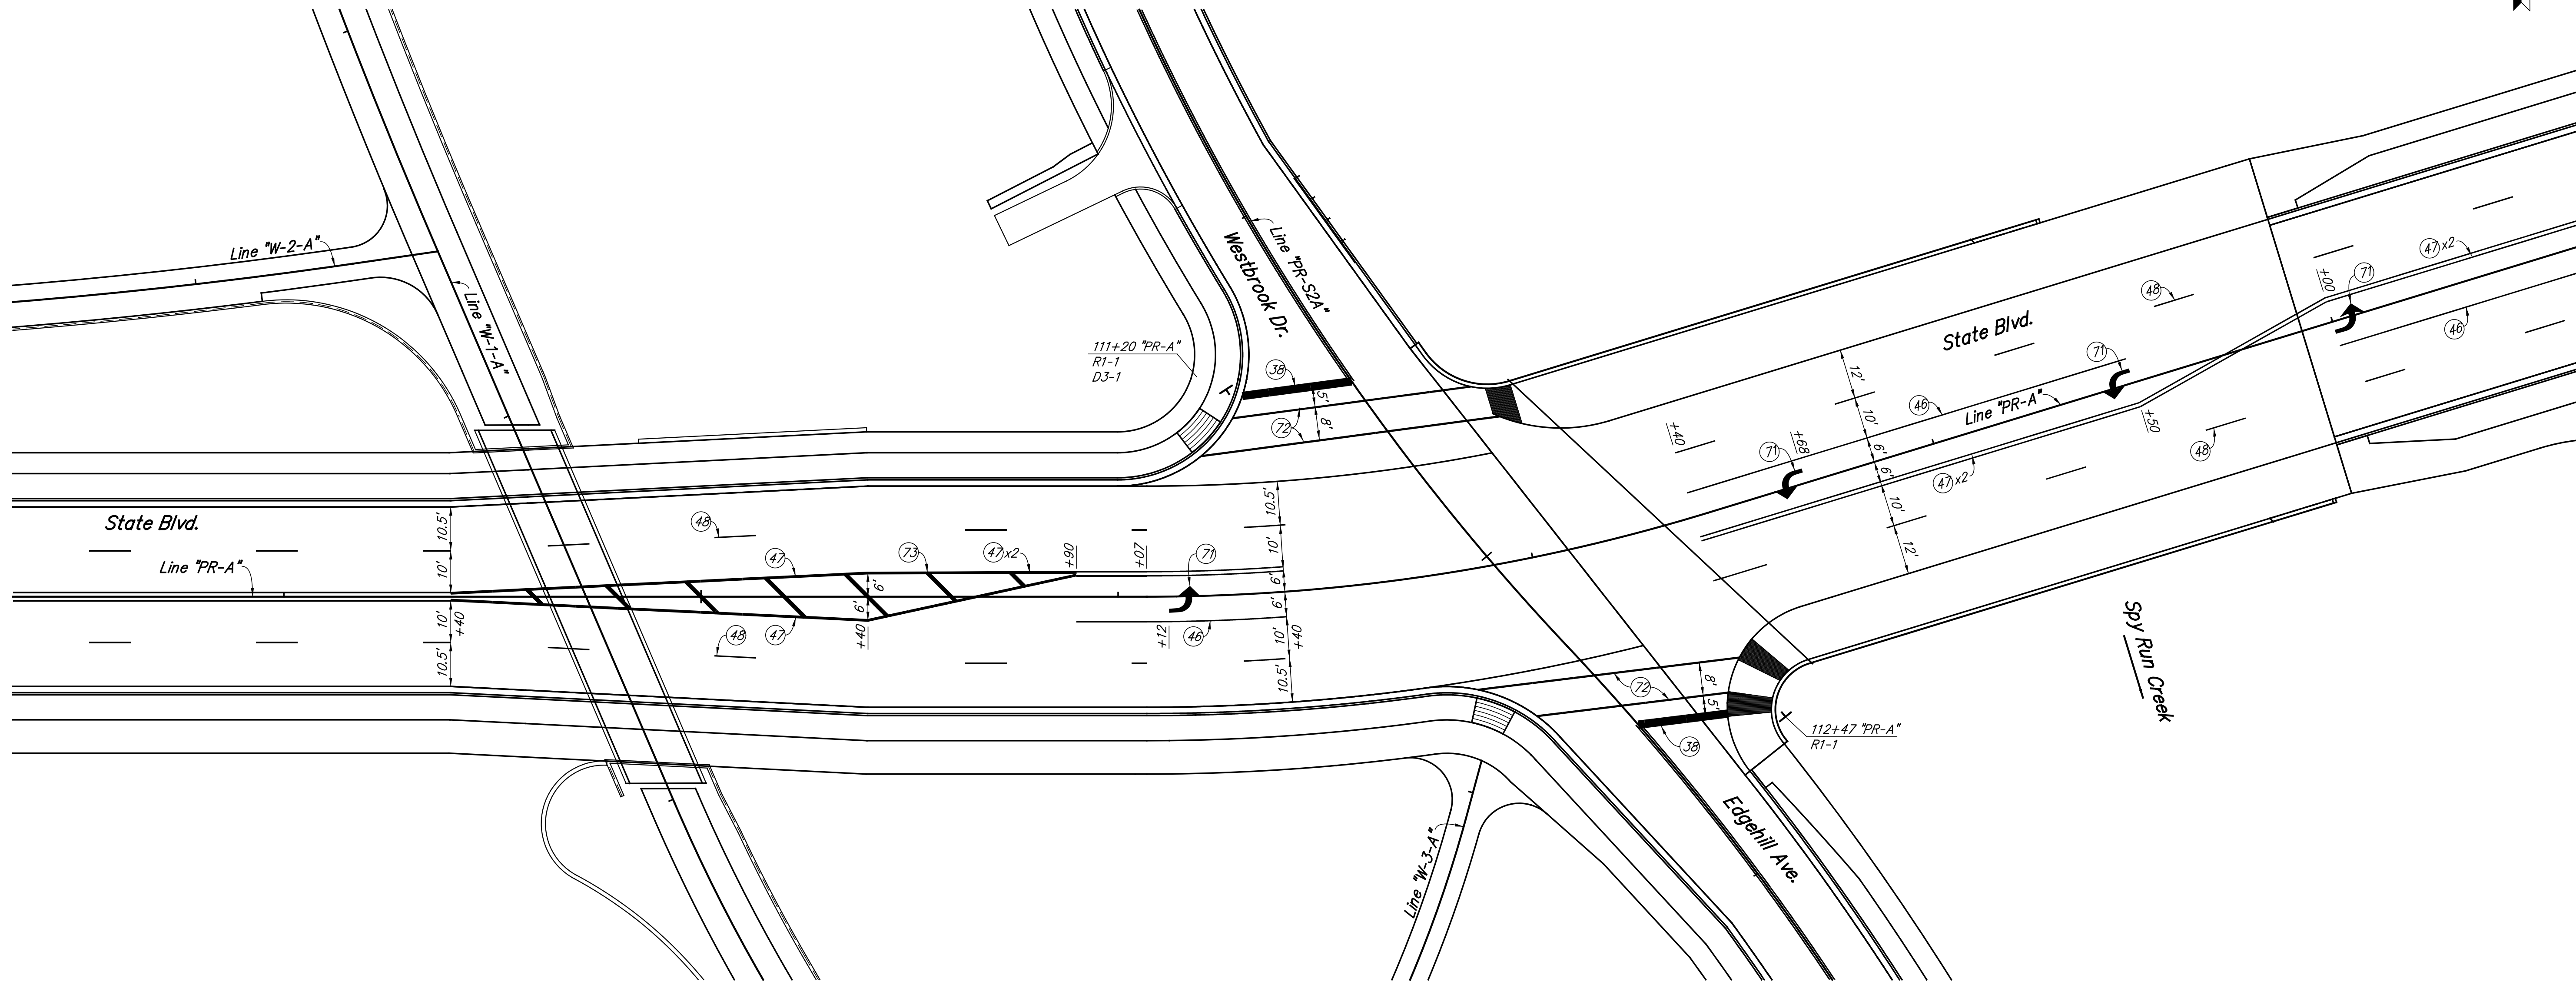 Line "W-2-A"
Line "W-1-A"
State Blvd.
Line "PR-A"
10.5'
10'
10'
10.5'
+40
48
47
73
47 x2
+90
+07
71
6'
6'
+40
48
47
+12
46
10.5'
10'
6'
6'
10'
10.5'
+40
111+20 "PR-A"
R1-1
D3-1
Westbrook Dr.
Line "PR-S2A"
38
5'
8'
72
State Blvd.
Line "PR-A"
12'
10'
6'
6'
10'
12'
+40
71
+68
46
47 x2
71
+50
48
48
+00
71
47 x2
46
72
8'
5'
38
112+47 "PR-A"
R1-1
Edgehill Ave.
Line "W-3-A"
Spy Run Creek